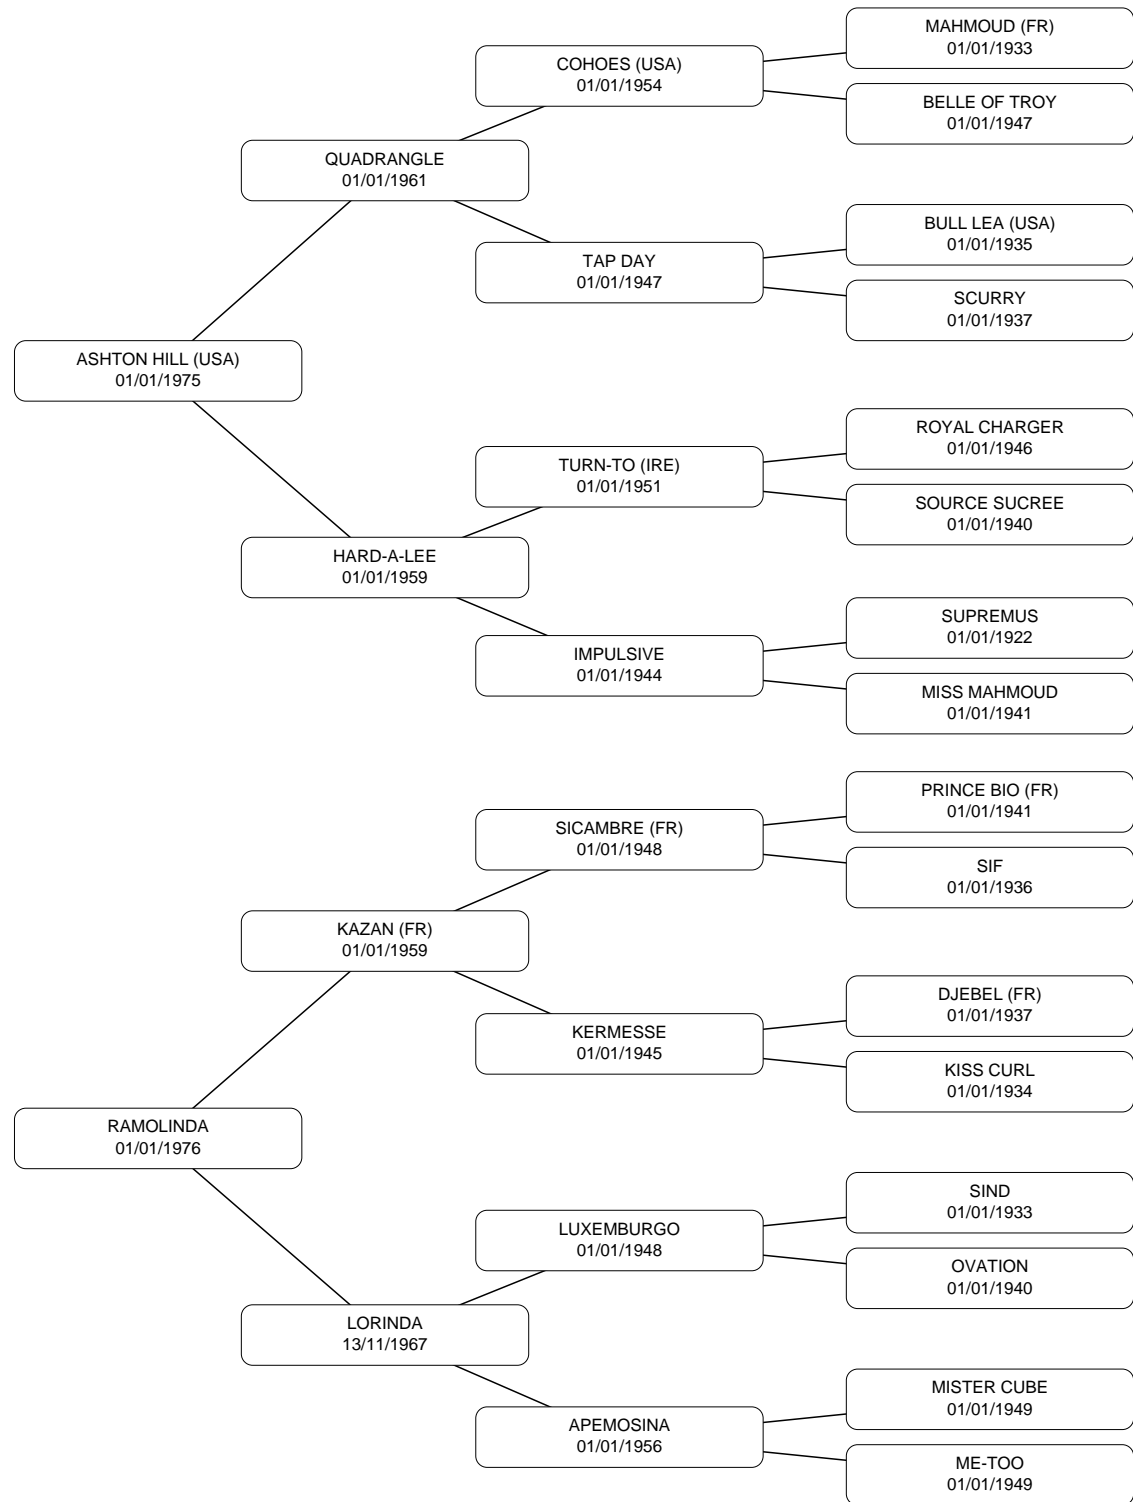 MAHMOUD (FR)
01/01/1933
COHOES (USA)
01/01/1954
BELLE OF TROY
01/01/1947
QUADRANGLE
01/01/1961
BULL LEA (USA)
01/01/1935
TAP DAY
01/01/1947
SCURRY
01/01/1937
ASHTON HILL (USA)
01/01/1975
ROYAL CHARGER
01/01/1946
TURN-TO (IRE)
01/01/1951
SOURCE SUCREE
01/01/1940
HARD-A-LEE
01/01/1959
SUPREMUS
01/01/1922
IMPULSIVE
01/01/1944
MISS MAHMOUD
01/01/1941
PRINCE BIO (FR)
01/01/1941
SICAMBRE (FR)
01/01/1948
SIF
01/01/1936
KAZAN (FR)
01/01/1959
DJEBEL (FR)
01/01/1937
KERMESSE
01/01/1945
KISS CURL
01/01/1934
RAMOLINDA
01/01/1976
SIND
01/01/1933
LUXEMBURGO
01/01/1948
OVATION
01/01/1940
LORINDA
13/11/1967
MISTER CUBE
01/01/1949
APEMOSINA
01/01/1956
ME-TOO
01/01/1949